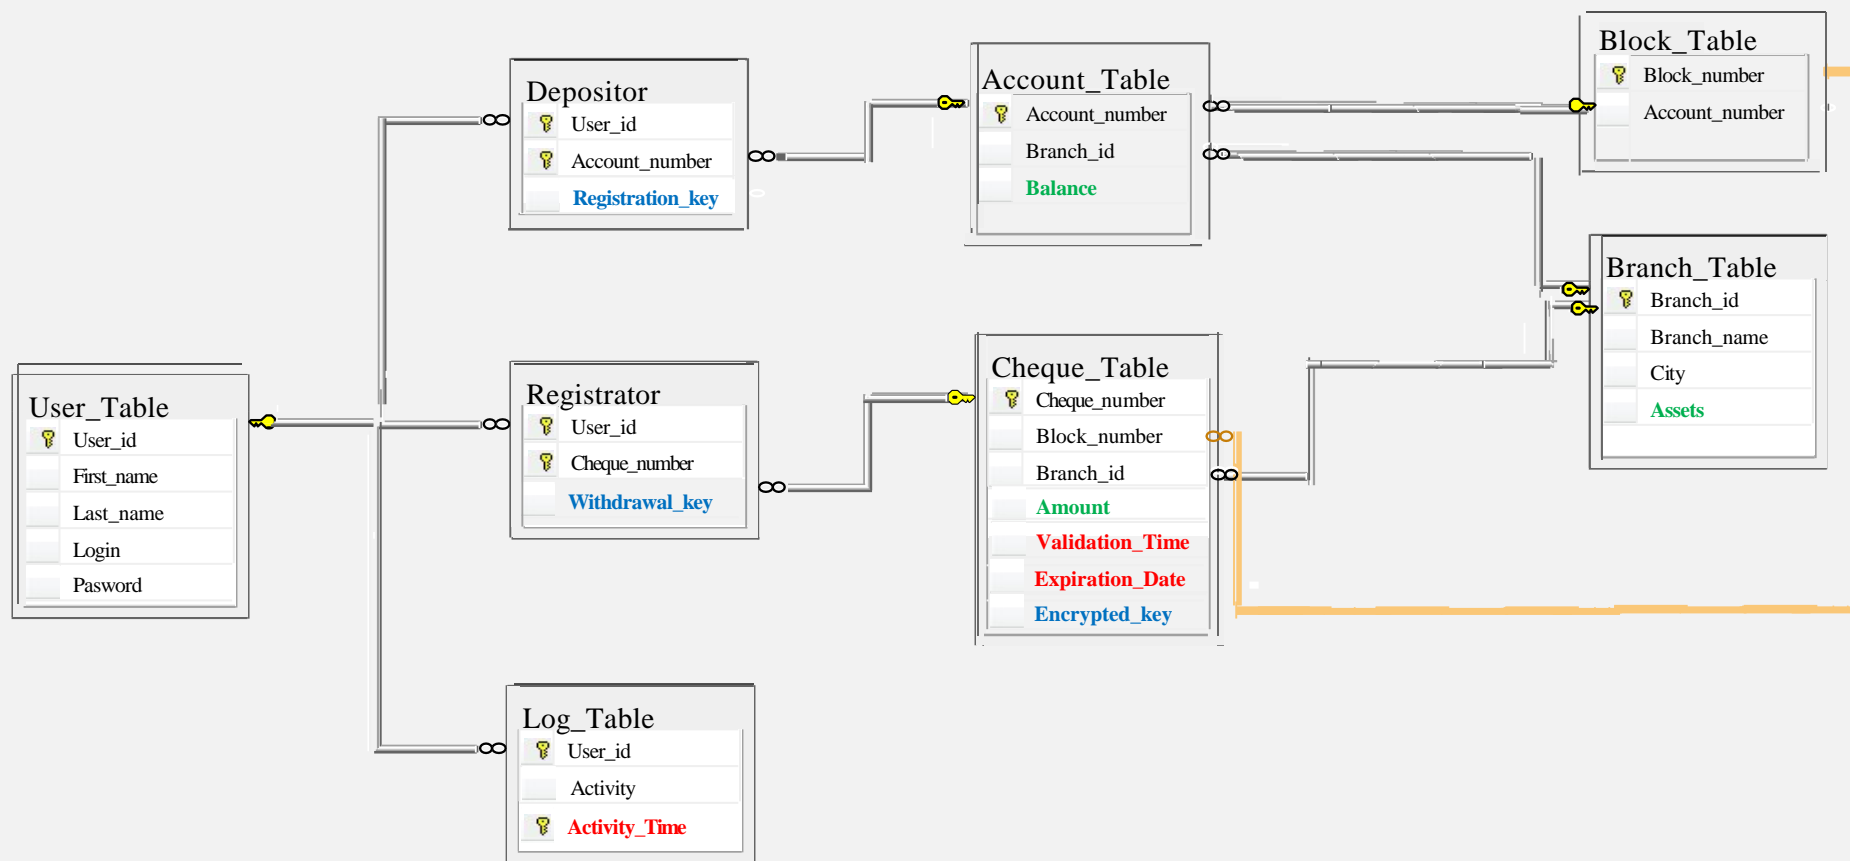 Depositor
User_id
Account_number
Registration_key
Account_Table
Account_number
Branch_id
Balance
Block_Table
Block_number
Account_number
Branch_Table
Branch_id
Branch_name
City
Assets
User_Table
User_id
First_name
Last_name
Login
Pasword
Registrator
User_id
Cheque_number
Withdrawal_key
Cheque_Table
Cheque_number
Block_number
Branch_id
Amount
Validation_Time
Expiration_Date
Encrypted_key
Log_Table
User_id
Activity
Activity_Time